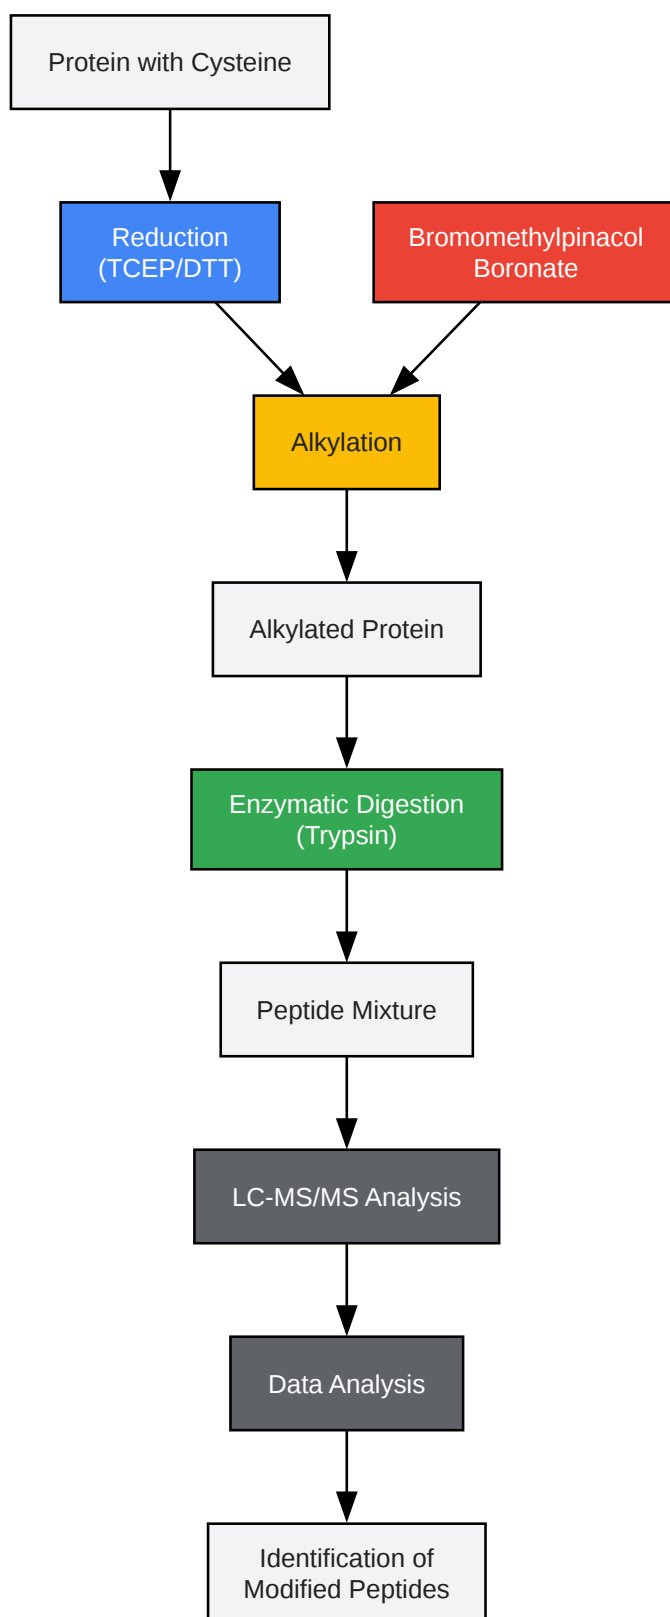 Protein with Cysteine
Reduction
(TCEP/DTT)
Bromomethylpinacol
Boronate
Alkylation
Alkylated Protein
Enzymatic Digestion
(Trypsin)
Peptide Mixture
LC-MS/MS Analysis
Data Analysis
Identification of
Modified Peptides